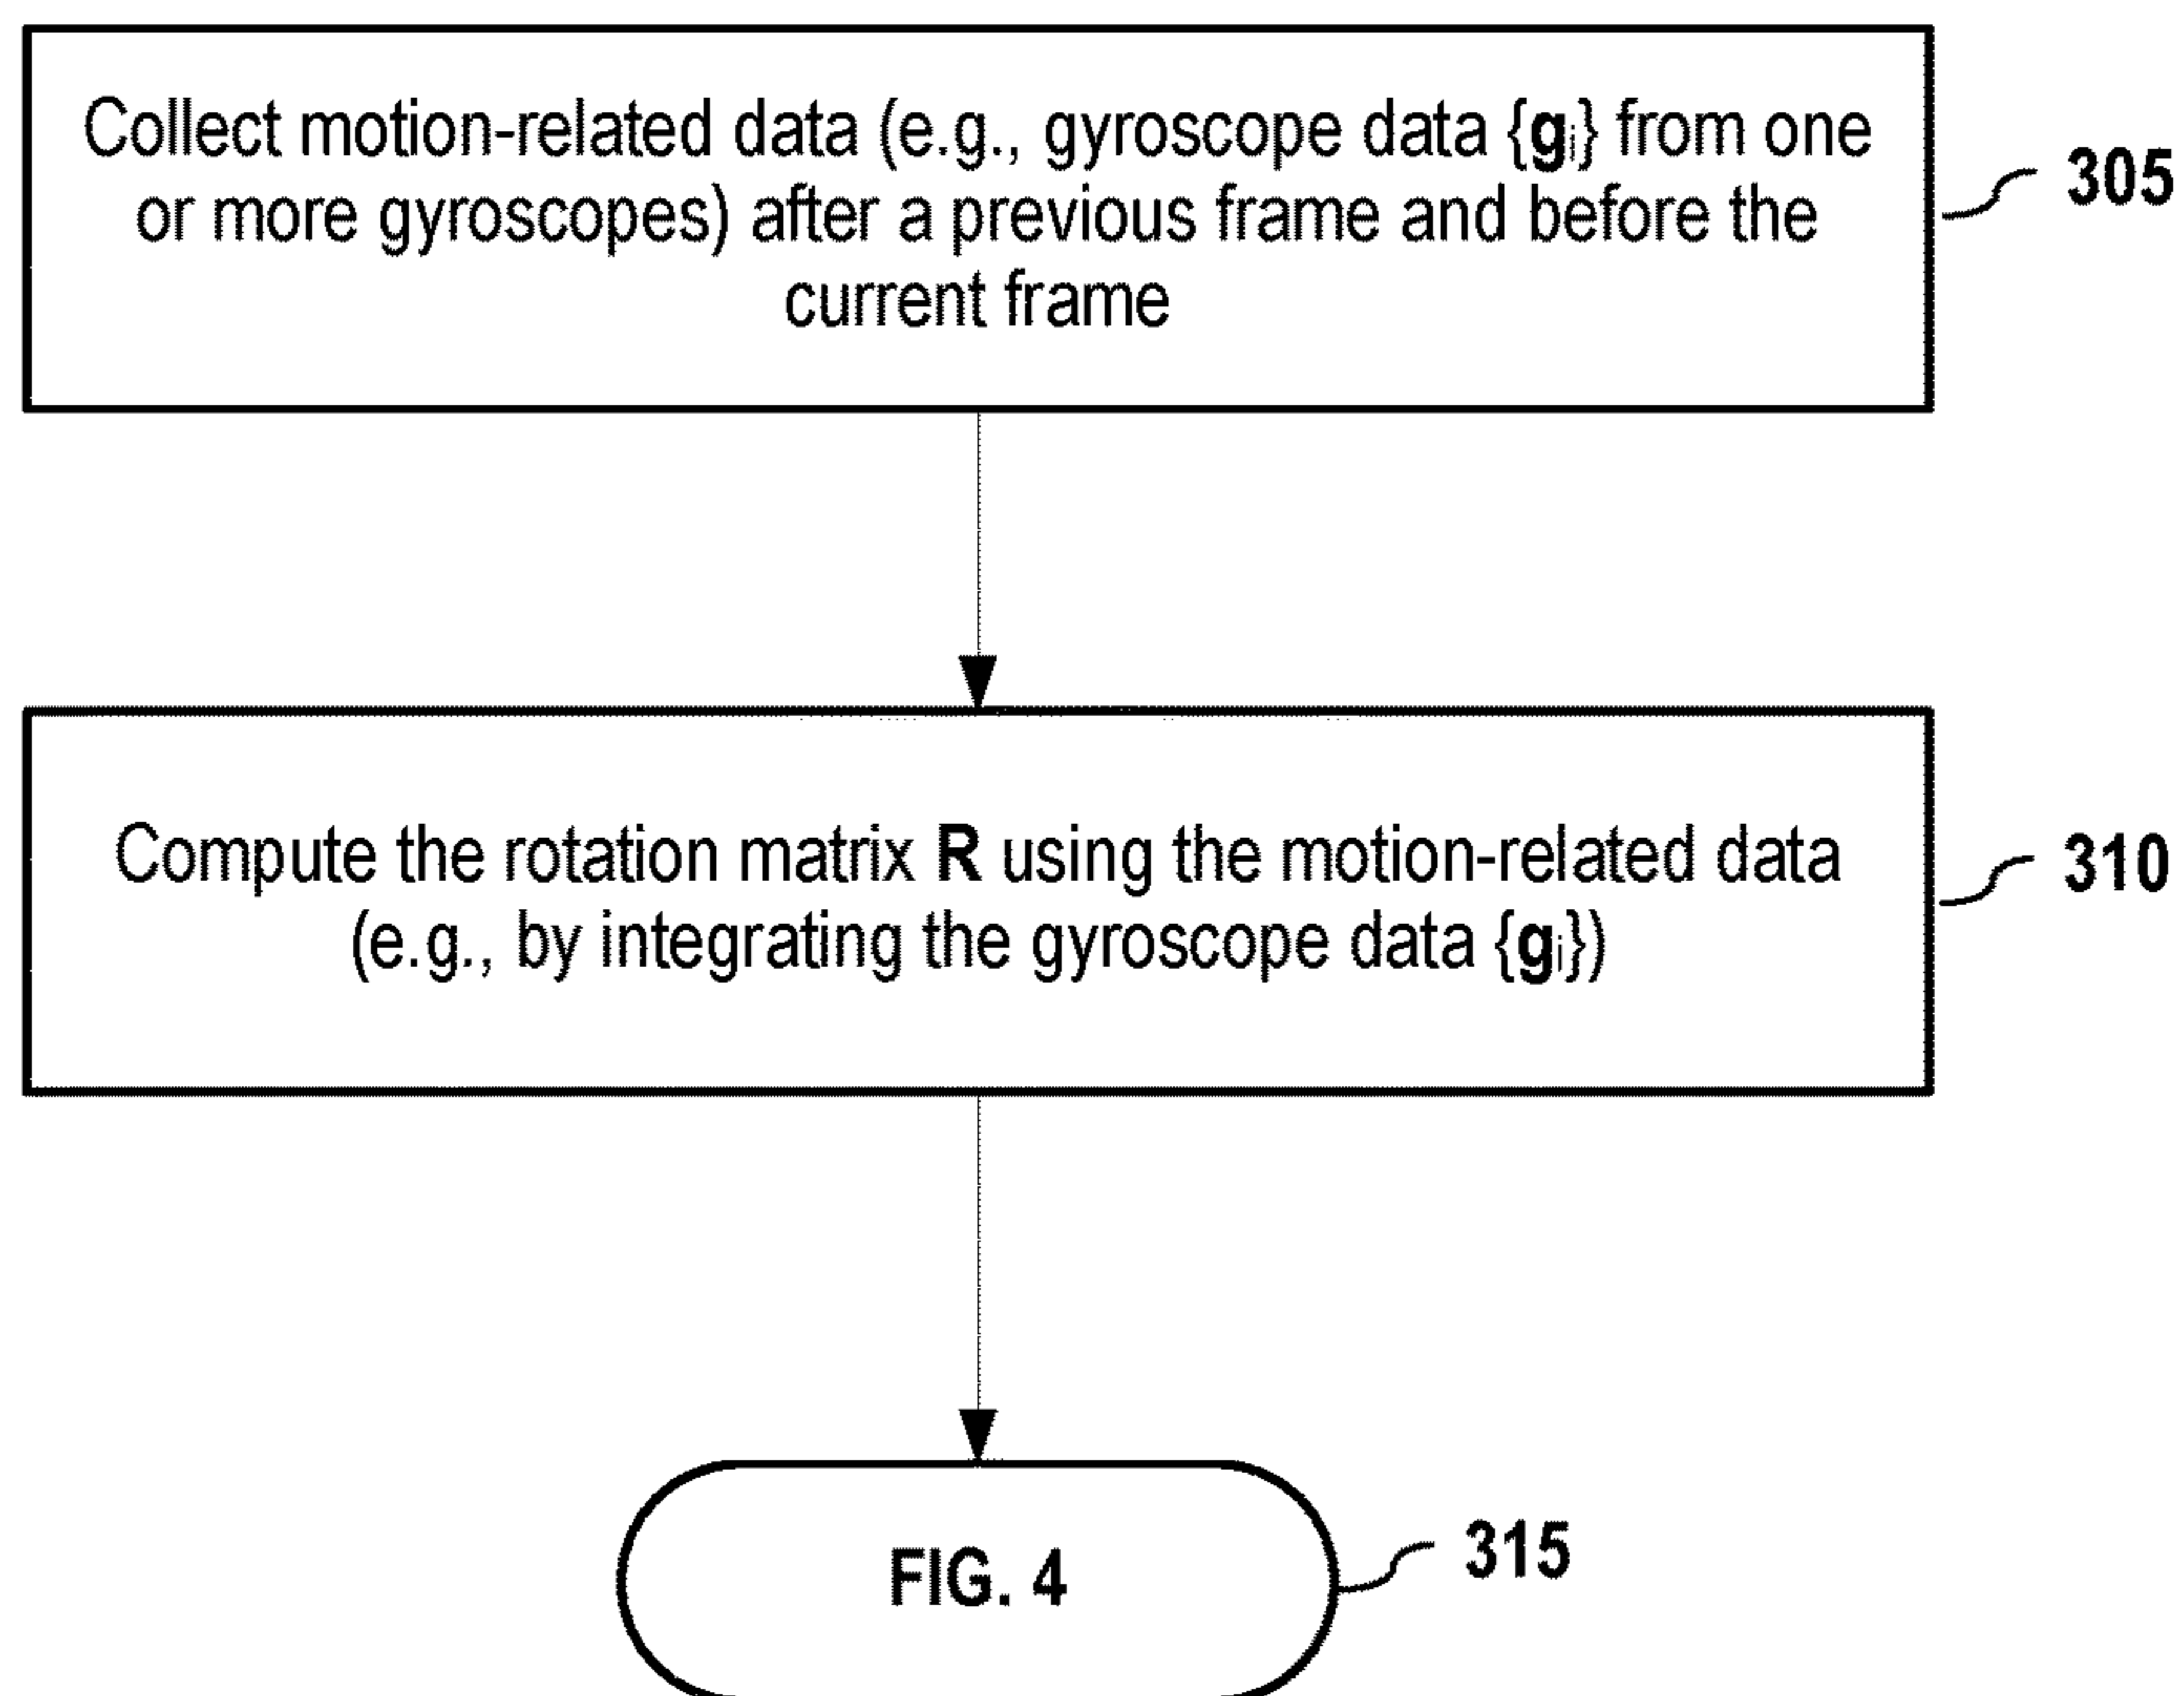 Collect motion-related data (e.g., gyroscope data {gi} from one
or more gyroscopes) after a previous frame and before the
current frame
305
Compute the rotation matrix R using the motion-related data
(e.g., by integrating the gyroscope data {gi})
310
FIG. 4
315